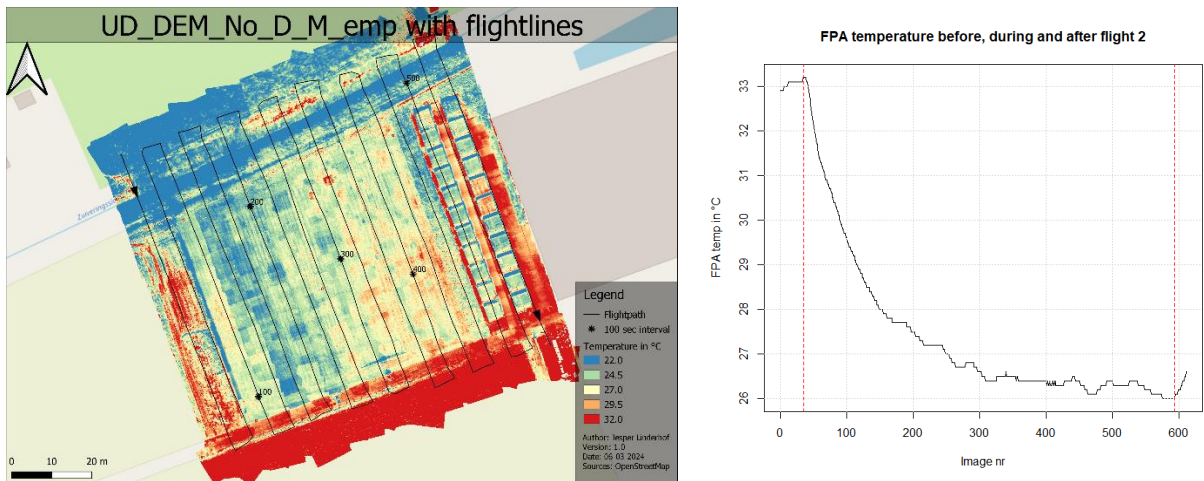 UD_DEM_No_D_M_emp with flightlines
500
200
300
400
100
Legend
Flightpath
100 sec interval
Temperature in °C
22.0
24.5
27.0
29.5
32.0
Author: Jesper Linderhof
Version: 1.0
Date: 06-03-2024
Sources: OpenStreetMap
0 10 20 m
FPA temperature before, during and after flight 2
FPA temp in °C
33
32
31
30
29
28
27
26
0 100 200 300 400 500 600
Image nr